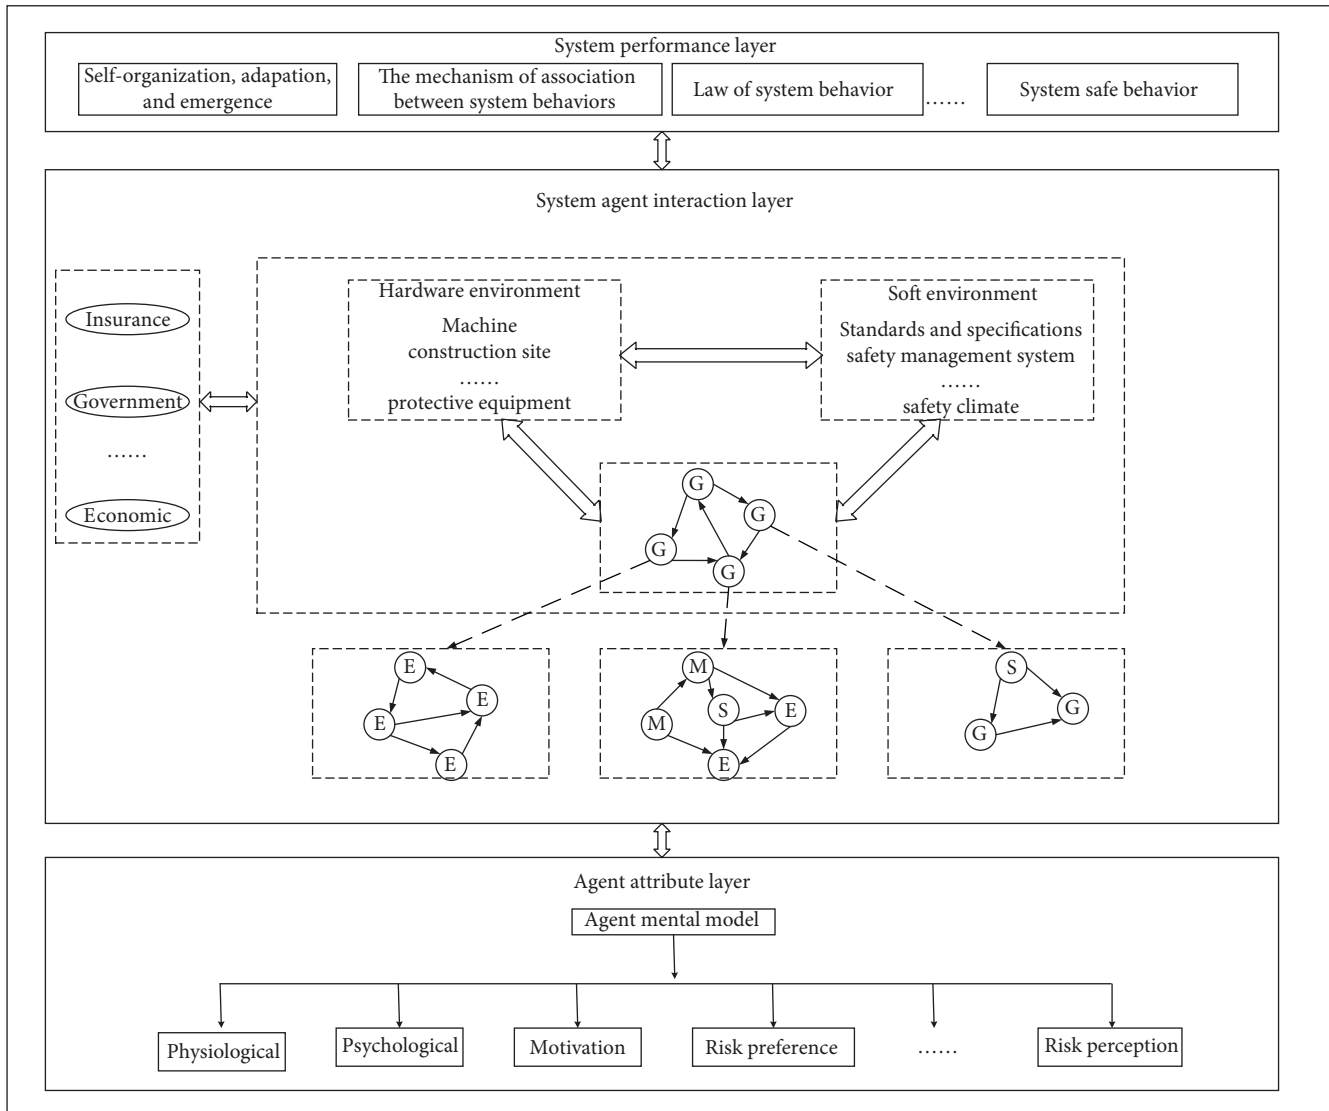 System performance layer
Self-organization, adapation,
and emergence
The mechanism of association
between system behaviors
Law of system behavior
......
System safe behavior
System agent interaction layer
Insurance
Government
......
Economic
Hardware environment
Machine
construction site
......
protective equipment
Soft environment
Standards and specifications
safety management system
......
safety climate
G
G
G
G
E
E
E
E
M
S
E
M
E
S
G
G
Agent attribute layer
Agent mental model
Physiological
Psychological
Motivation
Risk preference
......
Risk perception